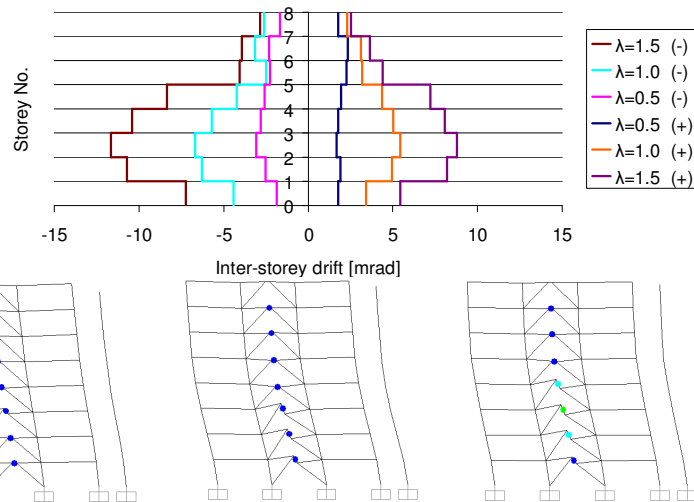 8
7
6
5
4
3
2
1
0
Storey No.
-15 -10 -5 0 5 10 15
Inter-storey drift [mrad]
λ=1.5 (-)
λ=1.0 (-)
λ=0.5 (-)
λ=0.5 (+)
λ=1.0 (+)
λ=1.5 (+)